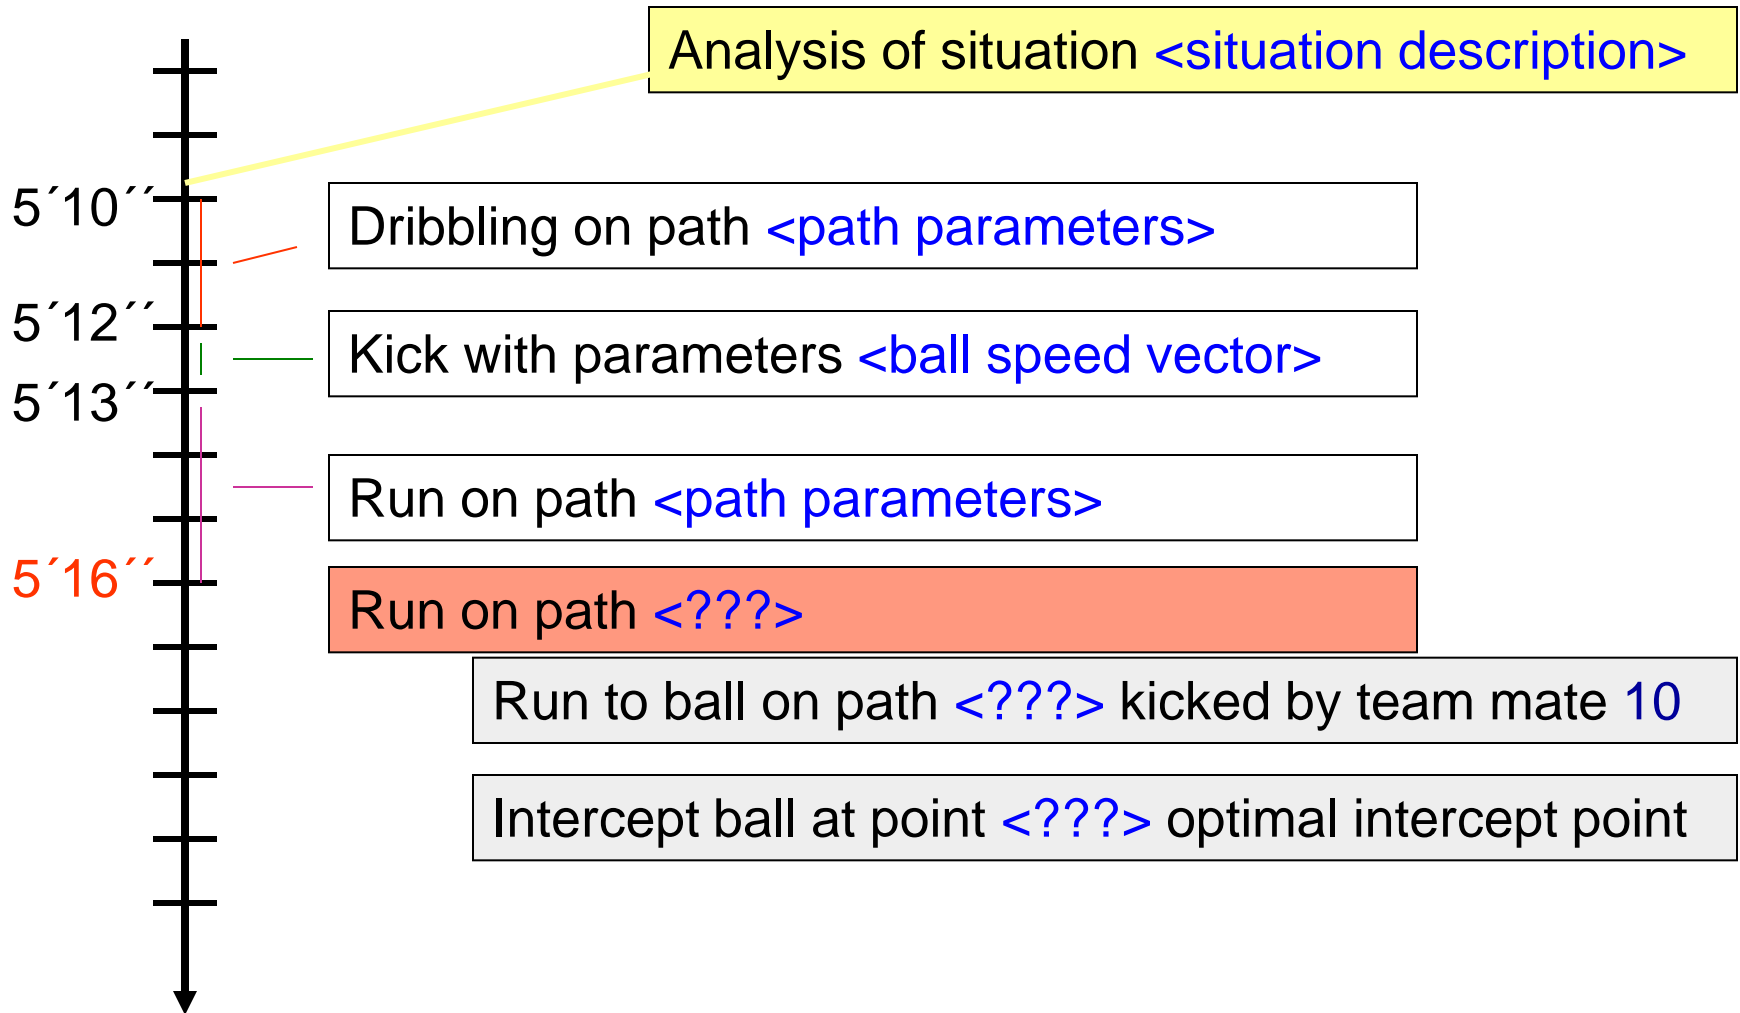 Analysis of situation <situation description>
5´10´´
Dribbling on path <path parameters>
5´12´´
Kick with parameters <ball speed vector>
5´13´´
Run on path <path parameters>
5´16´´
Run on path <???>
Run to ball on path <???> kicked by team mate 10
Intercept ball at point <???> optimal intercept point